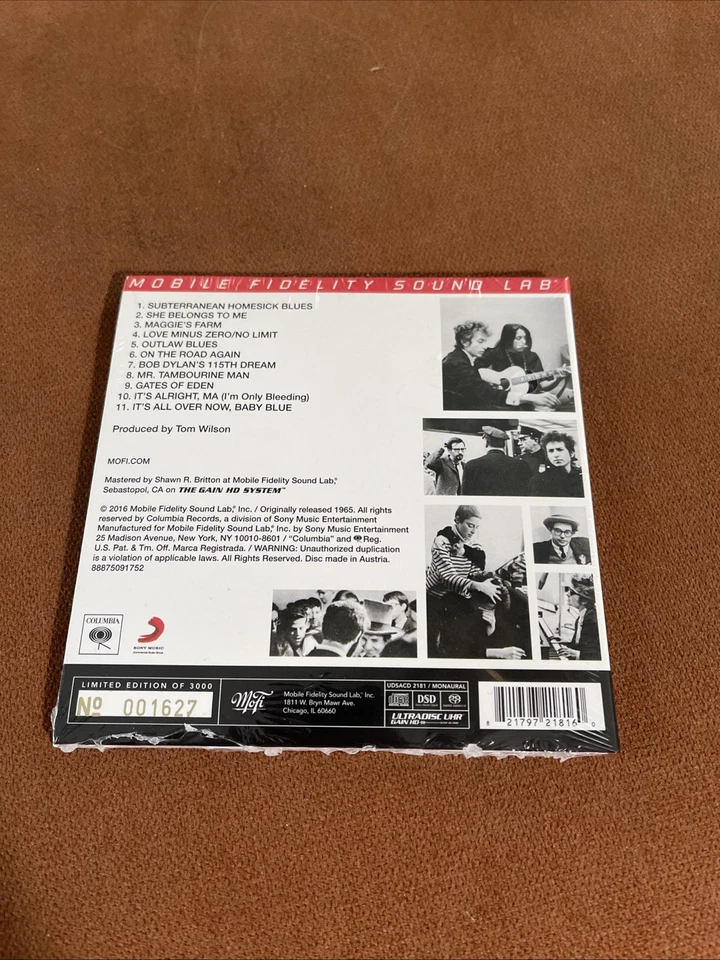 MOBILE FIDELITY SOUND LAB
1. SUBTERRANEAN HOMESICK BLUES
2. SHE BELONGS TO ME
3. MAGGIE'S FARM
4. LOVE MINUS ZERO/NO LIMIT
5. OUTLAW BLUES
6. ON THE ROAD AGAIN
7. BOB DYLAN'S 115TH DREAM
8. MR. TAMBOURINE MAN
9. GATES OF EDEN
10. IT'S ALRIGHT, MA (I'm Only Bleeding)
11. IT'S ALL OVER NOW, BABY BLUE
Produced by Tom Wilson
MOFI.COM
Mastered by Shawn R. Britton at Mobile Fidelity Sound Lab,®
Sebastopol, CA on THE GAIN HD SYSTEM™
© 2016 Mobile Fidelity Sound Lab,® Inc. / Originally released 1965. All rights
reserved by Columbia Records, a division of Sony Music Entertainment
Manufactured for Mobile Fidelity Sound Lab,® Inc. by Sony Music Entertainment
25 Madison Avenue, New York, NY 10010-8601 / "Columbia" and Reg.
U.S. Pat. & Tm. Off. Marca Registrada. / WARNING: Unauthorized duplication
is a violation of applicable laws. All Rights Reserved. Disc made in Austria.
88875091752
COLUMBIA
SONY MUSIC
LIMITED EDITION OF 3000
Nº 001627
MoFi
Mobile Fidelity Sound Lab,® Inc.
1811 W. Bryn Mawr Ave.
Chicago, IL 60660
UDSACD 2181 / MONAURAL
DSD
ULTRADISC UHR
GAIN HD
8 21797 21816 0